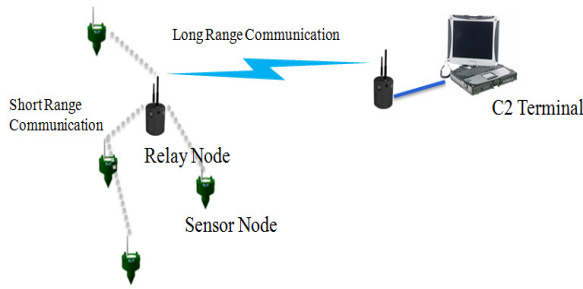 Long Range Communication
Short Range
Communication
C2 Terminal
Relay Node
Sensor Node